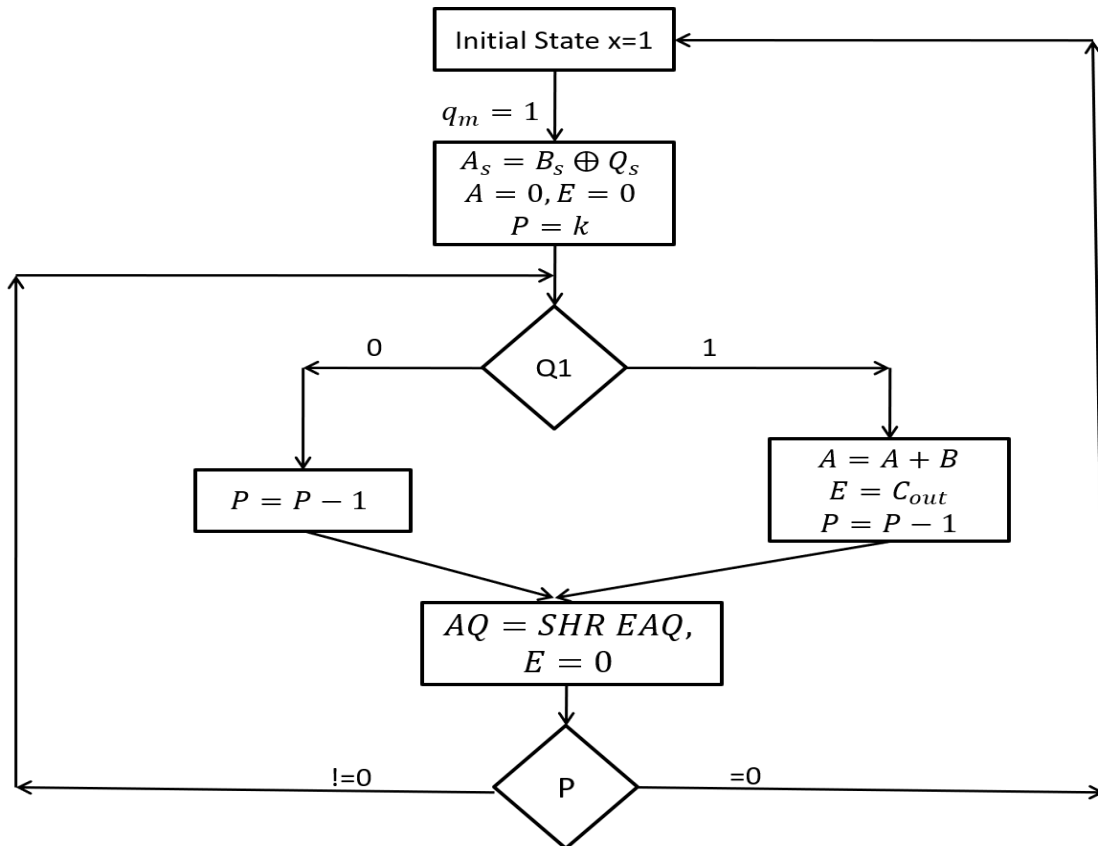 Initial State x=1
q_m = 1
A_s = B_s ⊕ Q_s
A = 0, E = 0
P = k
0
1
Q1
P = P − 1
A = A + B
E = C_out
P = P − 1
AQ = SHR EAQ,
E = 0
!=0
=0
P